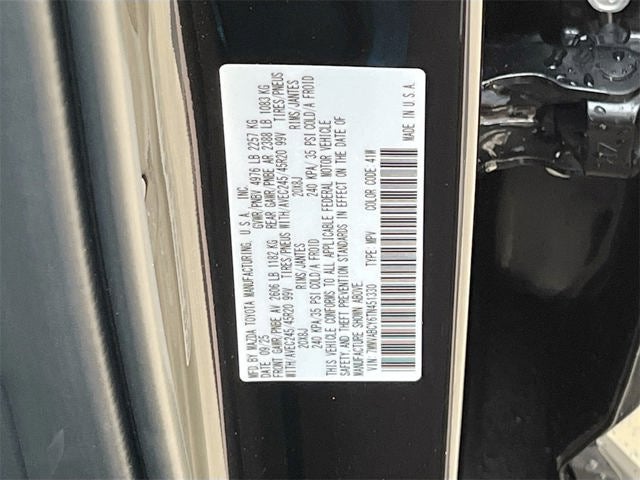 MFD.BY MAZDA TOYOTA MANUFACTURING, U.S.A., INC.
DATE: 09/25 GVWR/PNBV 4976 LB 2257 KG
FRONT GAWR/PNBE AV 2606 LB 1182 KG REAR GAWR/PNBE AR 2388 LB 1083 KG
WITH/AVEC245/45R20 99V TIRES/PNEUS WITH/AVEC245/45R20 99V TIRES/PNEUS
RIMS/JANTES RIMS/JANTES
20X8J 20X8J
240 KPA/35 PSI COLD/A FROID 240 KPA/35 PSI COLD/A FROID
THIS VEHICLE CONFORMS TO ALL APPLICABLE FEDERAL MOTOR VEHICLE
SAFETY AND THEFT PREVENTION STANDARDS IN EFFECT ON THE DATE OF
MANUFACTURE SHOWN ABOVE.
VIN: 7MMVABCY6TN451330 TYPE: MPV COLOR CODE: 41W
MADE IN U.S.A.